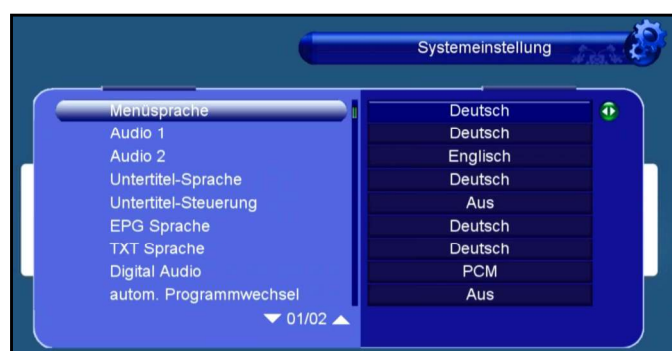 Systemeinstellung
Menüsprache Deutsch
Audio 1 Deutsch
Audio 2 Englisch
Untertitel-Sprache Deutsch
Untertitel-Steuerung Aus
EPG Sprache Deutsch
TXT Sprache Deutsch
Digital Audio PCM
autom. Programmwechsel Aus
01/02